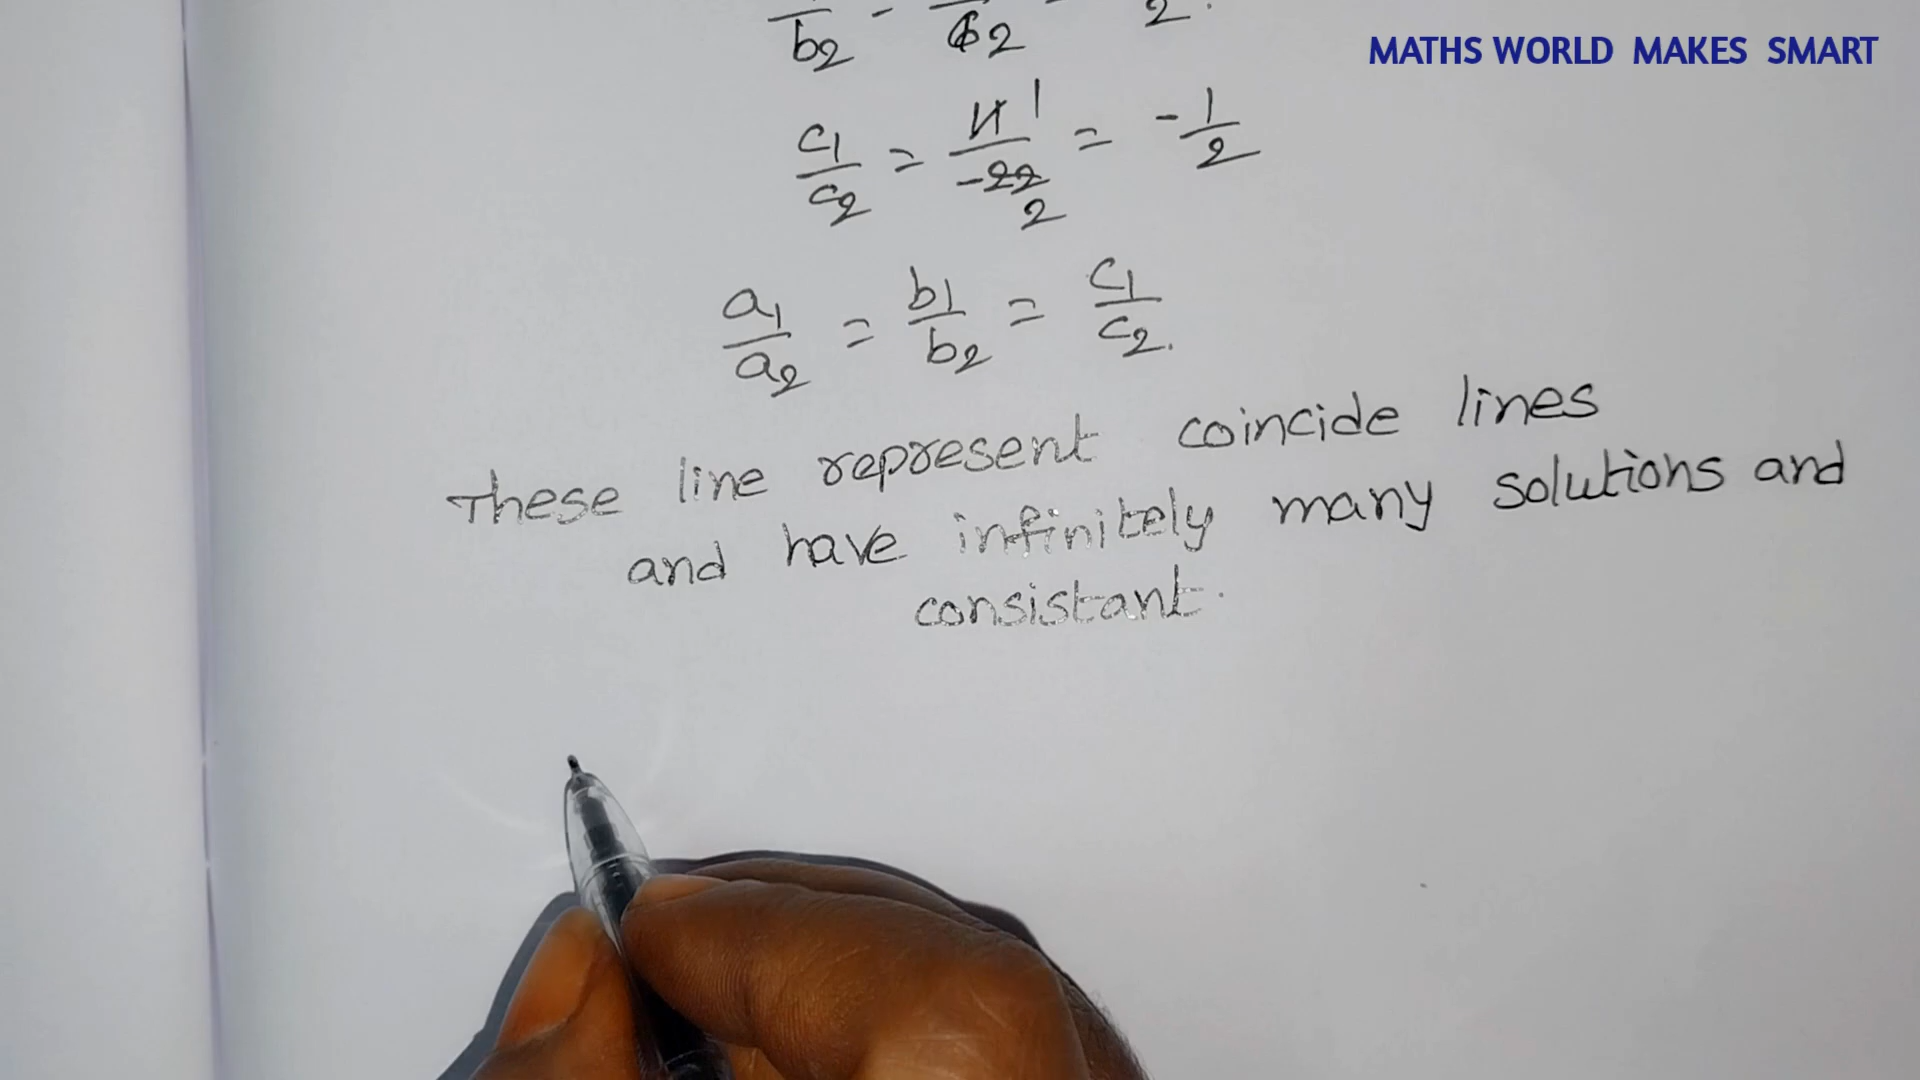 b2 - 62 - 2.
MATHS WORLD MAKES SMART
c1/c2 = 11 1/-22 2 = -1/2
a1/a2 = b1/b2 = c1/c2.
These line represent coincide lines
and have infinitely many solutions and
consistant.